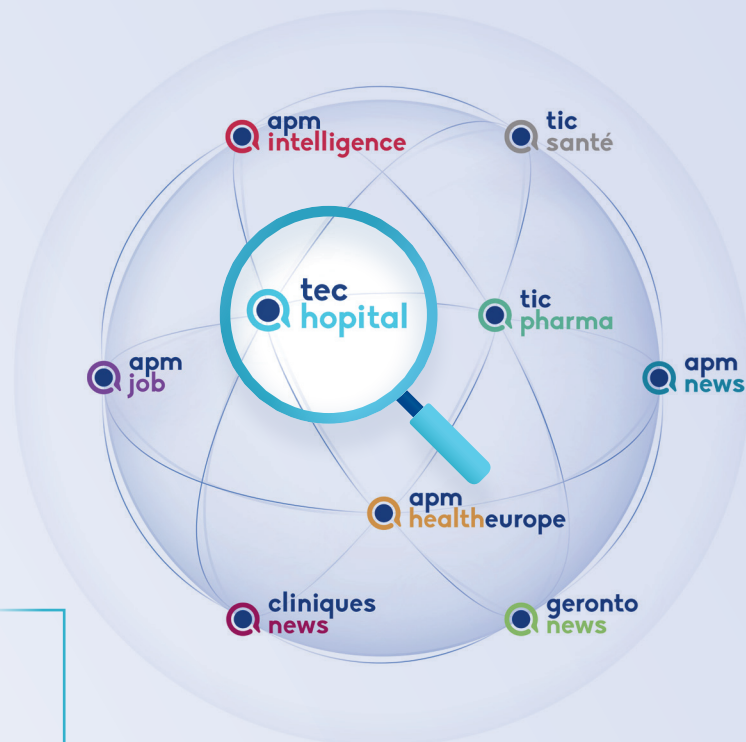 apm
intelligence
tic
santé
tec
hopital
tic
pharma
apm
job
apm
news
apm
healtheurope
cliniques
news
geronto
news